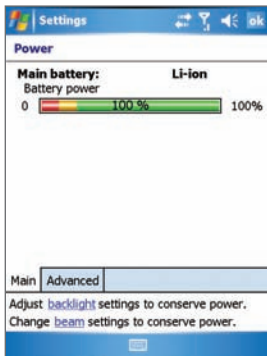 Settings ok
Power
Main battery: Li-ion
Battery power
0 100 % 100%
Main Advanced
Adjust backlight settings to conserve power.
Change beam settings to conserve power.